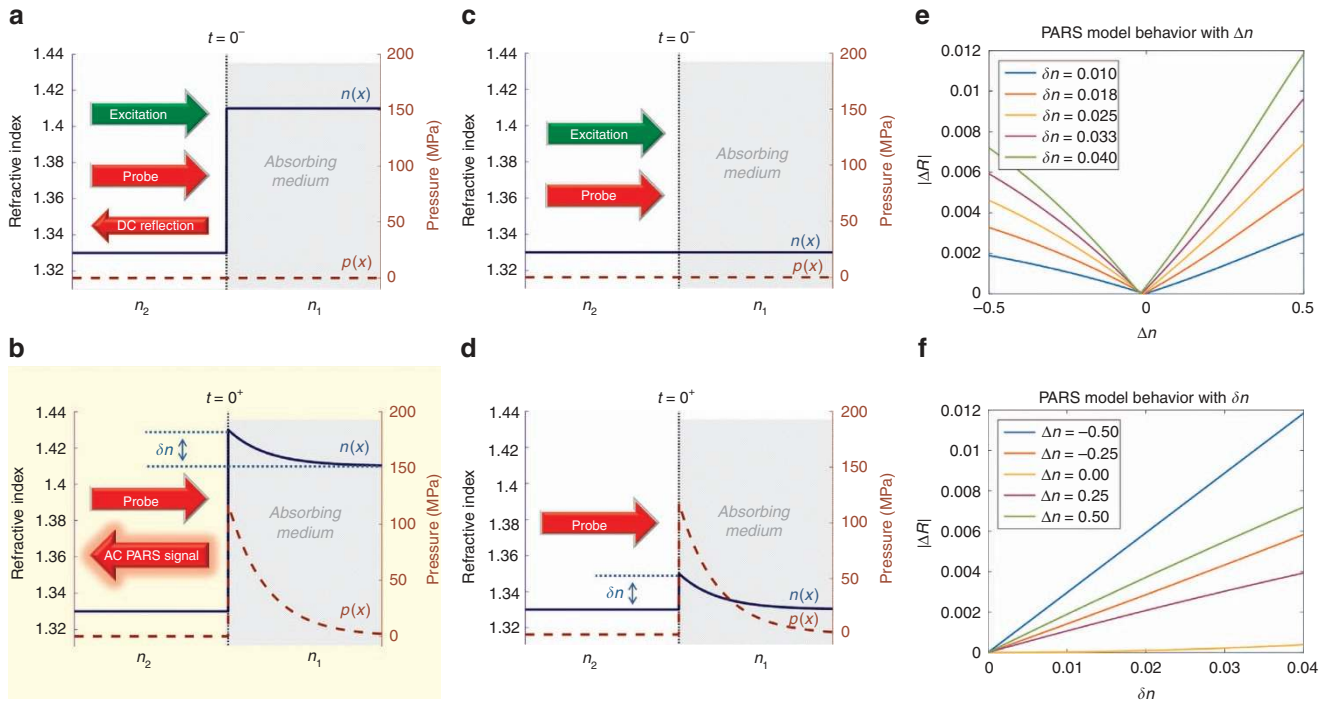 a
t = 0⁻
Refractive index
1.44
1.42
1.4
1.38
1.36
1.34
1.32
Excitation
Probe
DC reflection
n(x)
Absorbing
medium
p(x)
200
150
100
50
0
Pressure (MPa)
n₂
n₁
b
t = 0⁺
Refractive index
1.44
1.42
1.4
1.38
1.36
1.34
1.32
δn
Probe
AC PARS signal
n(x)
Absorbing
medium
p(x)
200
150
100
50
0
Pressure (MPa)
n₂
n₁
c
t = 0⁻
Refractive index
1.44
1.42
1.4
1.38
1.36
1.34
1.32
Excitation
Probe
Absorbing
medium
n(x)
p(x)
200
150
100
50
0
Pressure (MPa)
n₂
n₁
d
t = 0⁺
Refractive index
1.44
1.42
1.4
1.38
1.36
1.34
1.32
Probe
δn
Absorbing
medium
n(x)
p(x)
200
150
100
50
0
Pressure (MPa)
n₂
n₁
e
PARS model behavior with Δn
|ΔR|
0.012
0.01
0.008
0.006
0.004
0.002
0
δn = 0.010
δn = 0.018
δn = 0.025
δn = 0.033
δn = 0.040
–0.5
0
0.5
Δn
f
PARS model behavior with δn
|ΔR|
0.012
0.01
0.008
0.006
0.004
0.002
0
Δn = –0.50
Δn = –0.25
Δn = 0.00
Δn = 0.25
Δn = 0.50
0
0.01
0.02
0.03
0.04
δn